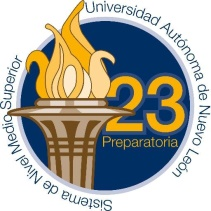 Universidad Autónoma de Nuevo León
Sistema de Nivel Medio Superior
23
Preparatoria